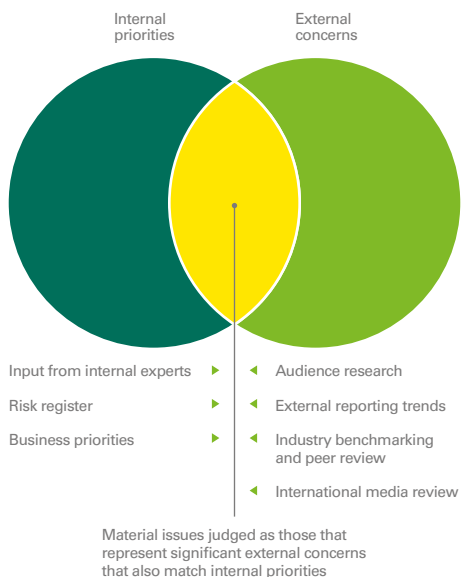 Internal
priorities
External
concerns
Input from internal experts
Risk register
Business priorities
Audience research
External reporting trends
Industry benchmarking
and peer review
International media review
Material issues judged as those that
represent significant external concerns
that also match internal priorities